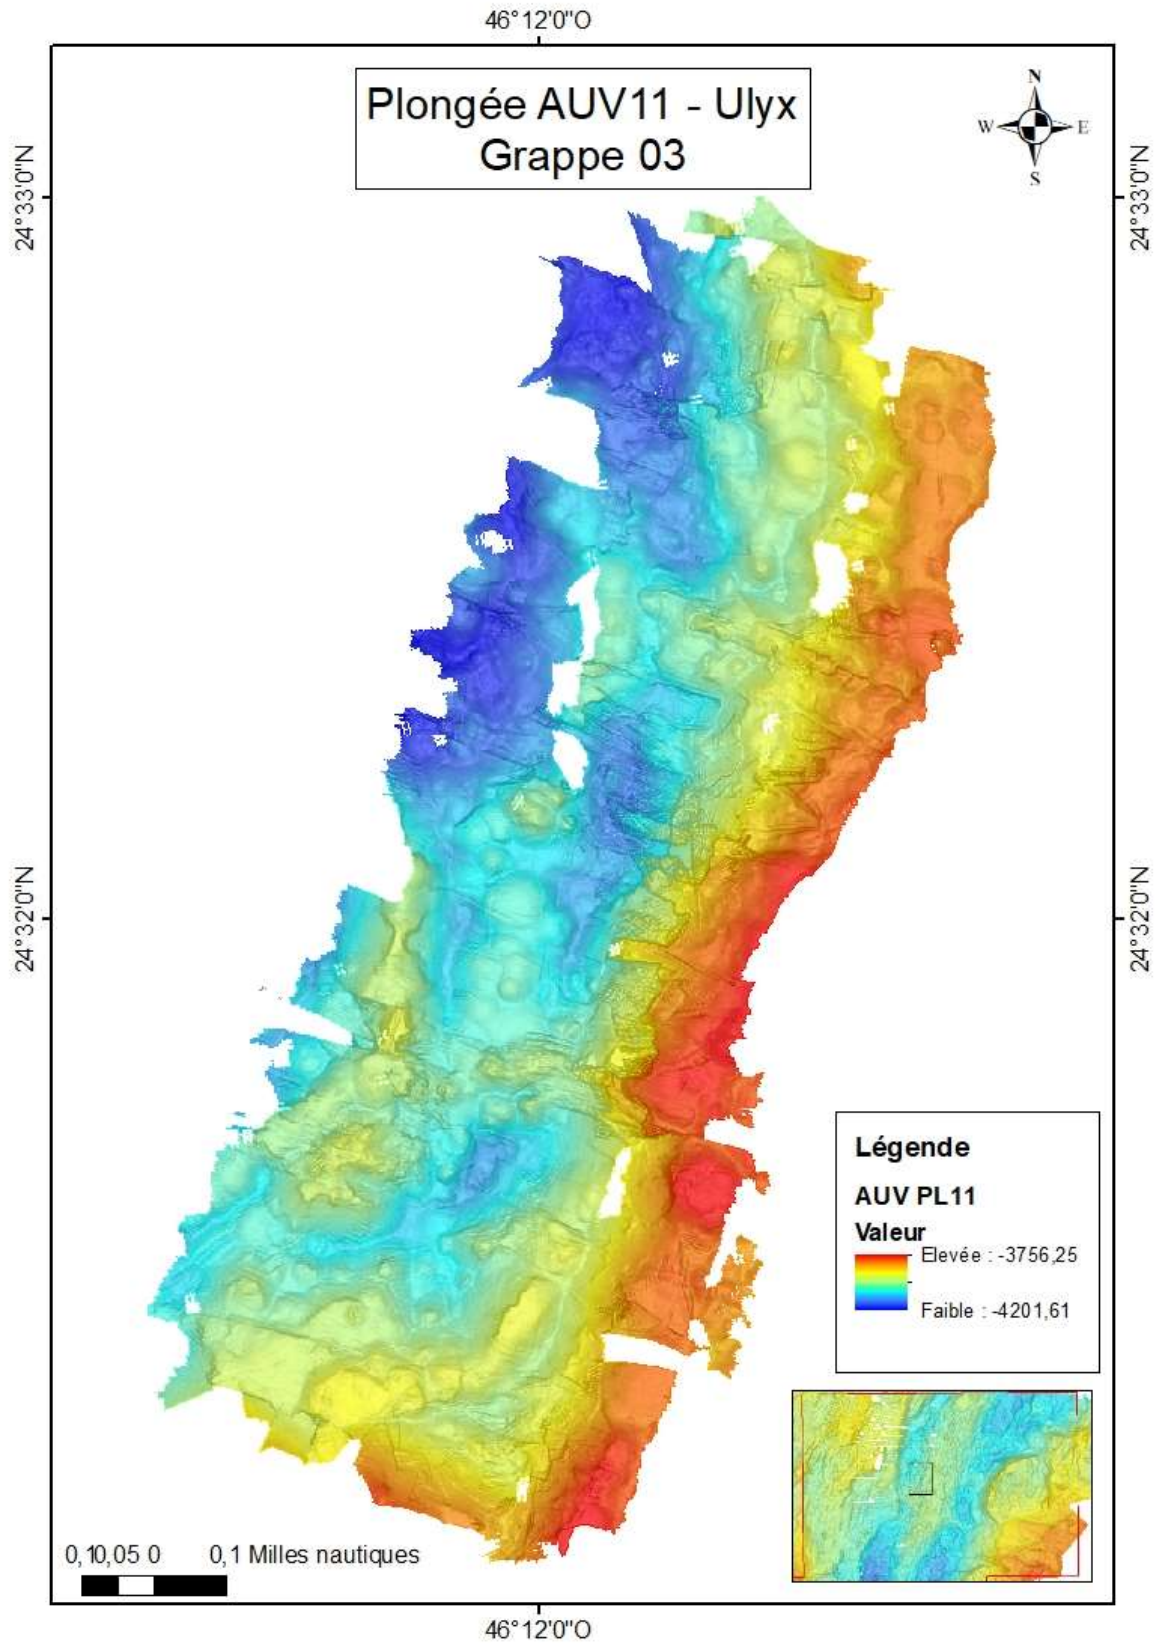 46°12'0"O
Plongée AUV11 - Ulyx
Grappe 03
N
W E
S
24°33'0"N
24°33'0"N
24°32'0"N
24°32'0"N
Légende
AUV PL11
Valeur
Elevée : -3756,25
Faible : -4201,61
0,10,05 0 0,1 Milles nautiques
46°12'0"O